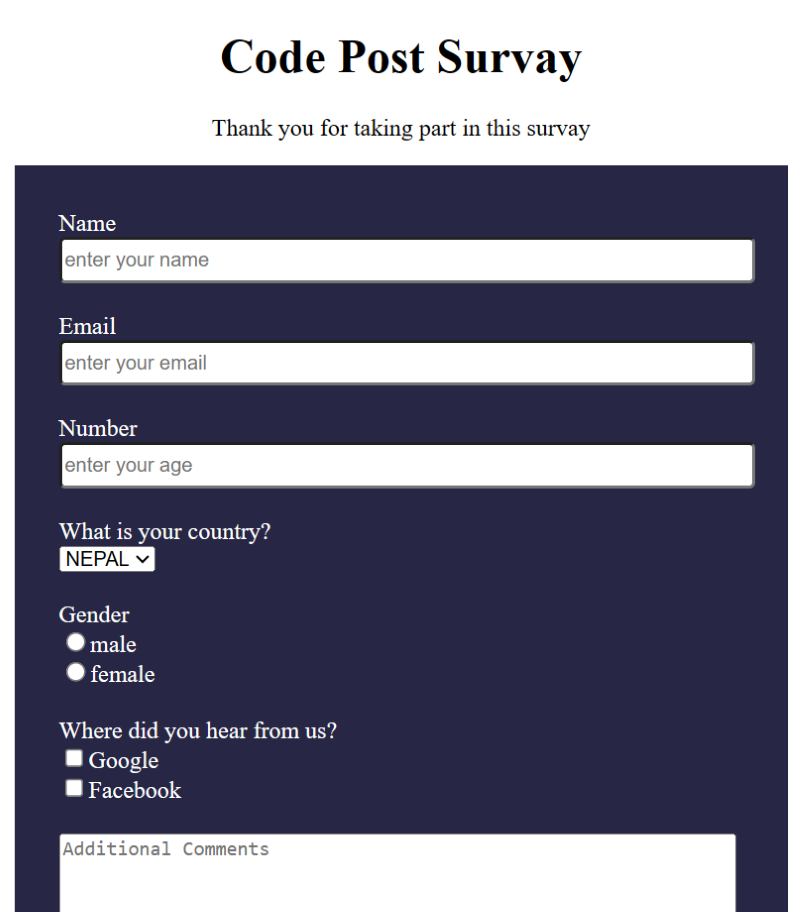 Code Post Survay
Thank you for taking part in this survay
Name
enter your name
Email
enter your email
Number
enter your age
What is your country?
NEPAL
Gender
male
female
Where did you hear from us?
Google
Facebook
Additional Comments